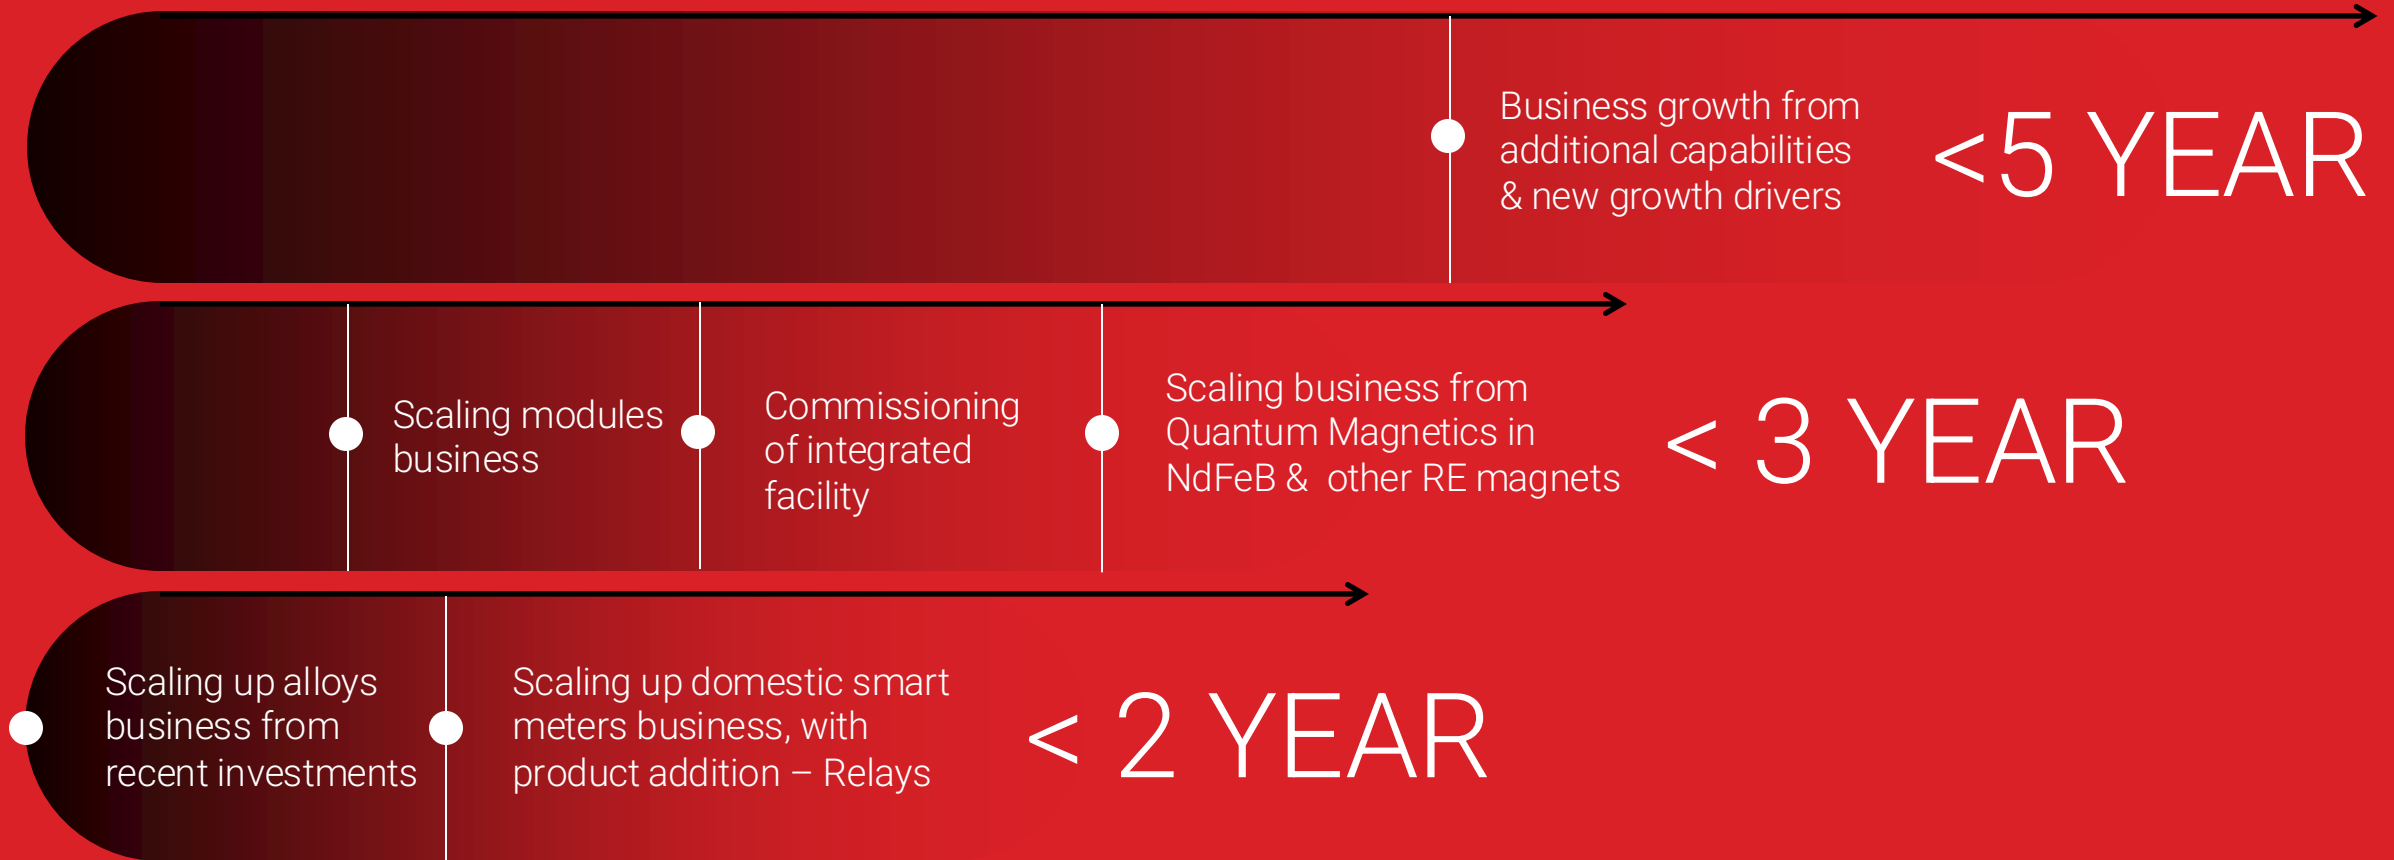 Business growth from
additional capabilities
& new growth drivers
<5 YEAR
Scaling modules
business
Commissioning
of integrated
facility
Scaling business from
Quantum Magnetics in
NdFeB & other RE magnets
< 3 YEAR
Scaling up alloys
business from
recent investments
Scaling up domestic smart
meters business, with
product addition – Relays
< 2 YEAR